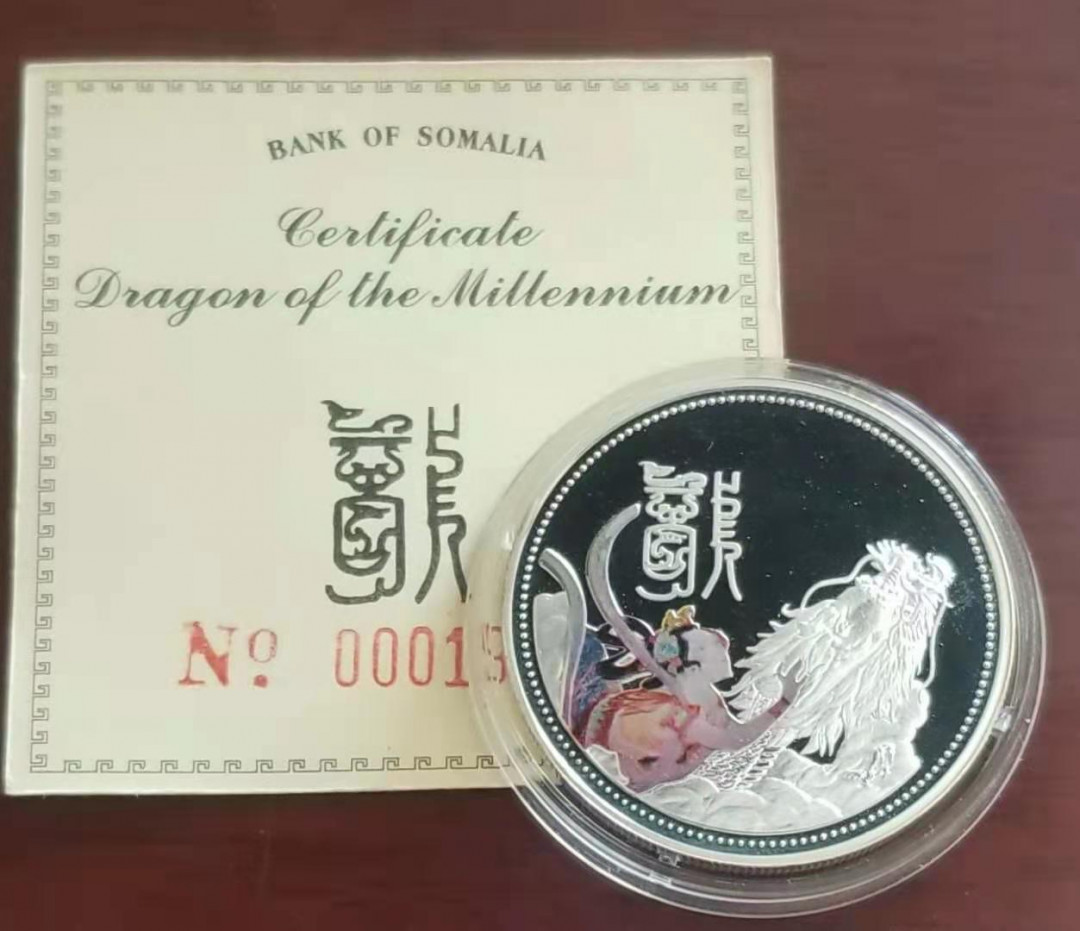 BANK OF SOMALIA
Certificate
Dragon of the Millennium
龍
Nº 0001
龍